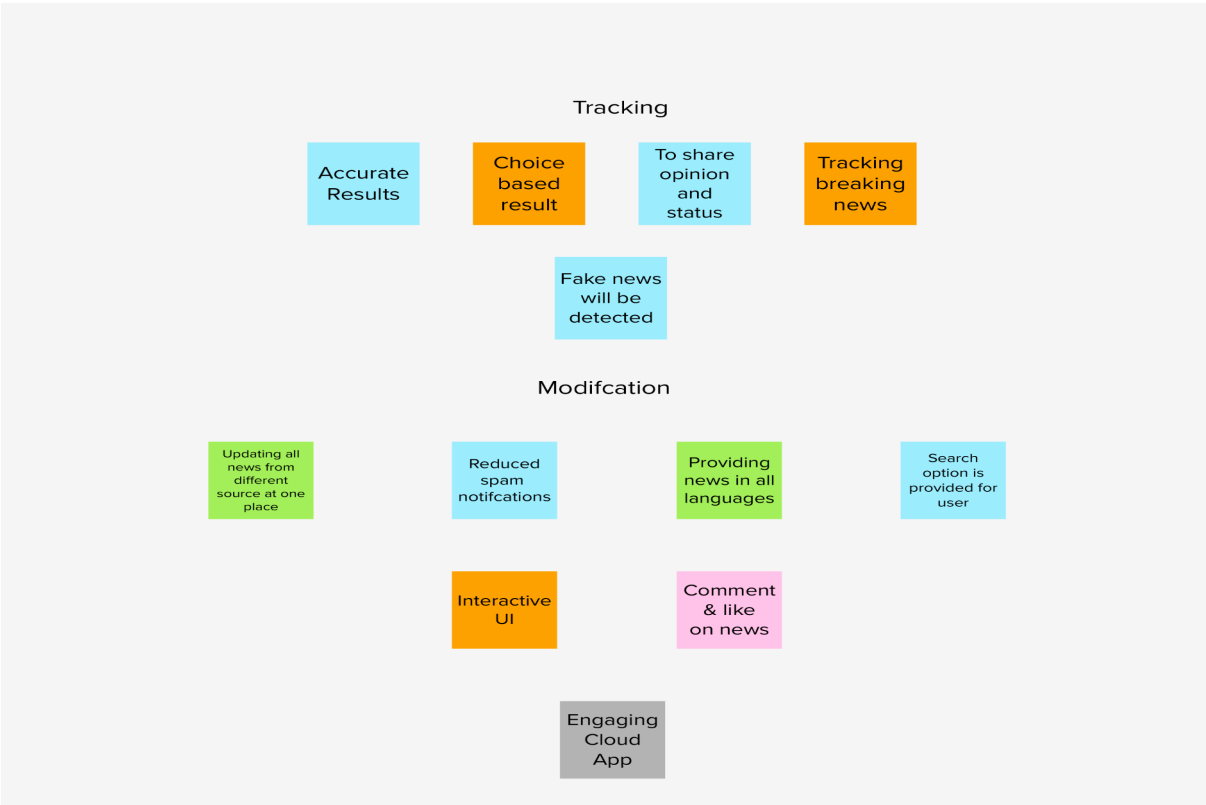 Tracking
Accurate
Results
Choice
based
result
To share
opinion
and
status
Tracking
breaking
news
Fake news
will be
detected
Modifcation
Updating all
news from
different
source at one
place
Reduced
spam
notifcations
Providing
news in all
languages
Search
option is
provided for
user
Interactive
UI
Comment
& like
on news
Engaging
Cloud
App